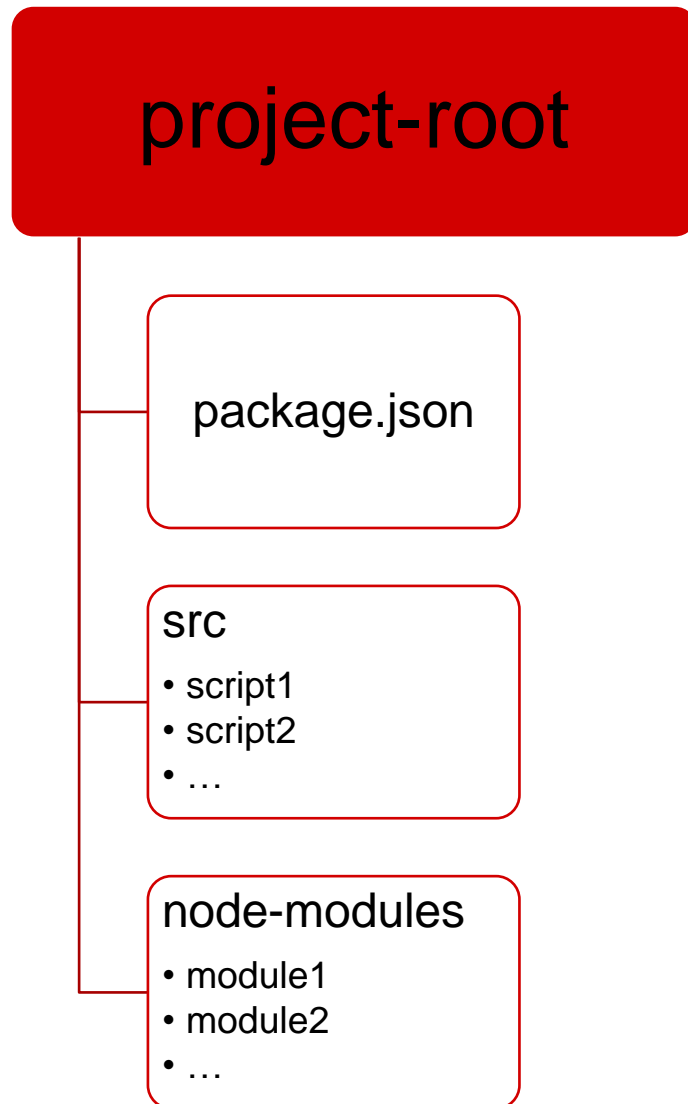 project-root
package.json
src
• script1
• script2
• …
node-modules
• module1
• module2
• …